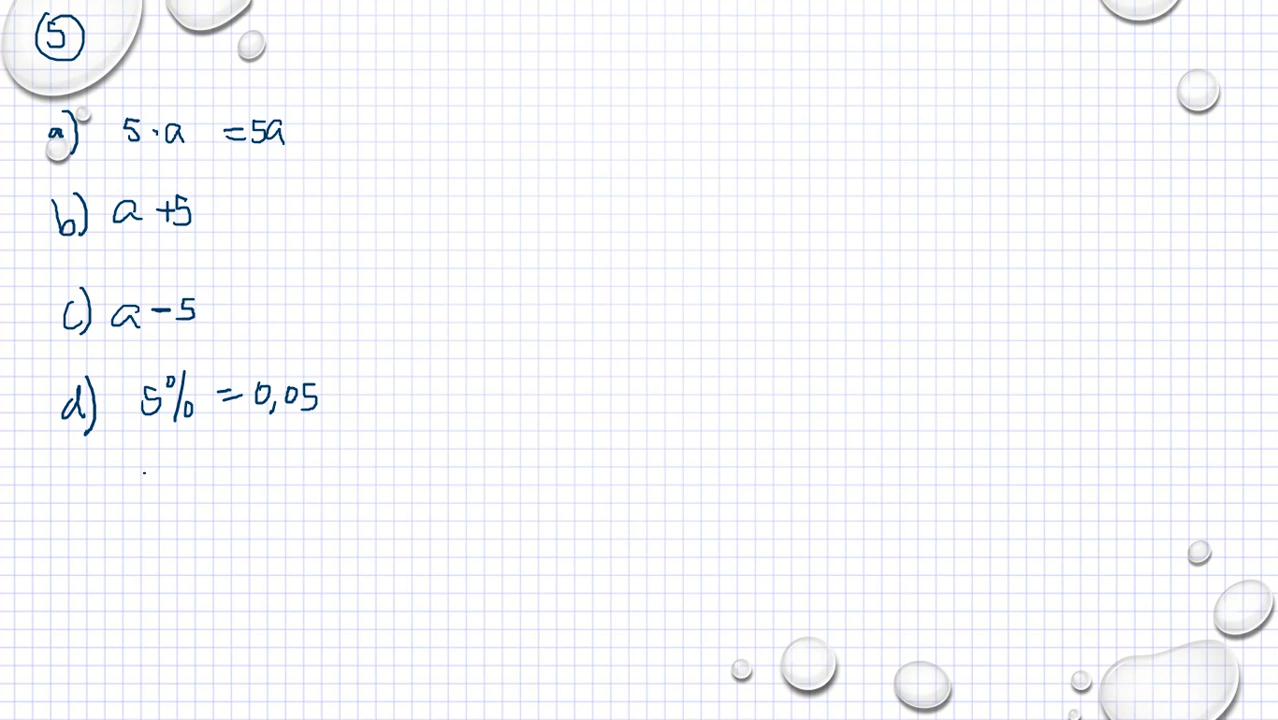 5
a) 5 · a = 5a
b) a + 5
c) a - 5
d) 5% = 0,05